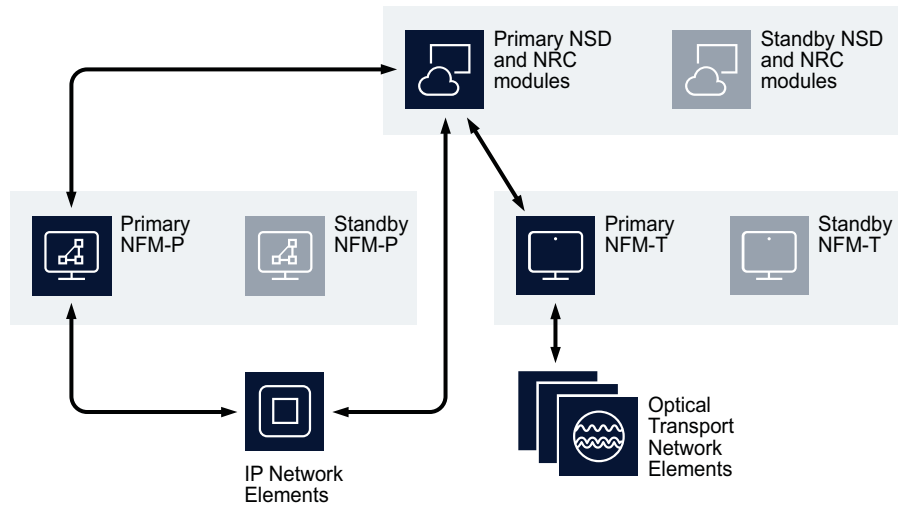 Primary NSD
and NRC
modules
Standby NSD
and NRC
modules
Primary
NFM-P
Standby
NFM-P
Primary
NFM-T
Standby
NFM-T
IP Network
Elements
Optical
Transport
Network
Elements